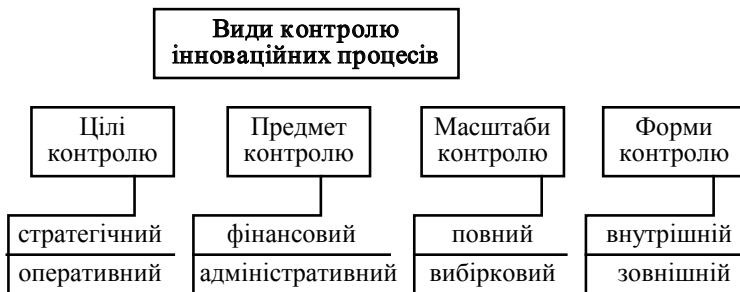 Види контролю
інноваційних процесів
Цілі
контролю
Предмет
контролю
Масштаби
контролю
Форми
контролю
стратегічний
оперативний
фінансовий
адміністративний
повний
вибірковий
внутрішній
зовнішній